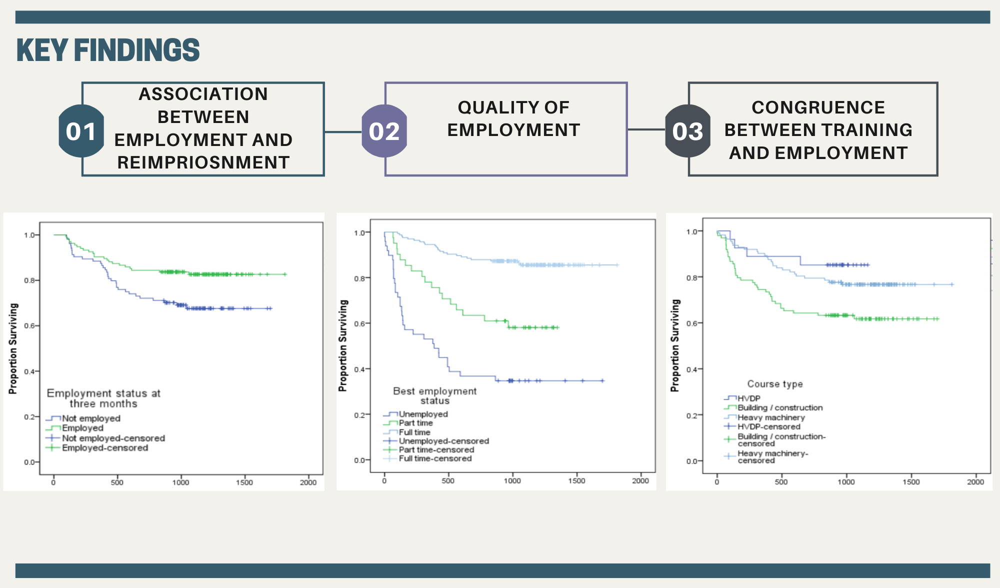 KEY FINDINGS
01
ASSOCIATION
BETWEEN
EMPLOYMENT AND
REIMPRIOSNMENT
02
QUALITY OF
EMPLOYMENT
03
CONGRUENCE
BETWEEN TRAINING
AND EMPLOYMENT
Proportion Surviving
1.0
0.8
0.6
0.4
0.2
0.0
Employment status at
three months
Not employed
Employed
Not employed-censored
Employed-censored
0 500 1000 1500 2000
Proportion Surviving
1.0
0.8
0.6
0.4
0.2
0.0
Best employment
status
Unemployed
Part time
Full time
Unemployed-censored
Part time-censored
Full time-censored
0 500 1000 1500 2000
Proportion Surviving
1.0
0.8
0.6
0.4
0.2
0.0
Course type
HVDP
Building / construction
Heavy machinery
HVDP-censored
Building / construction-
censored
Heavy machinery-
censored
0 500 1000 1500 2000